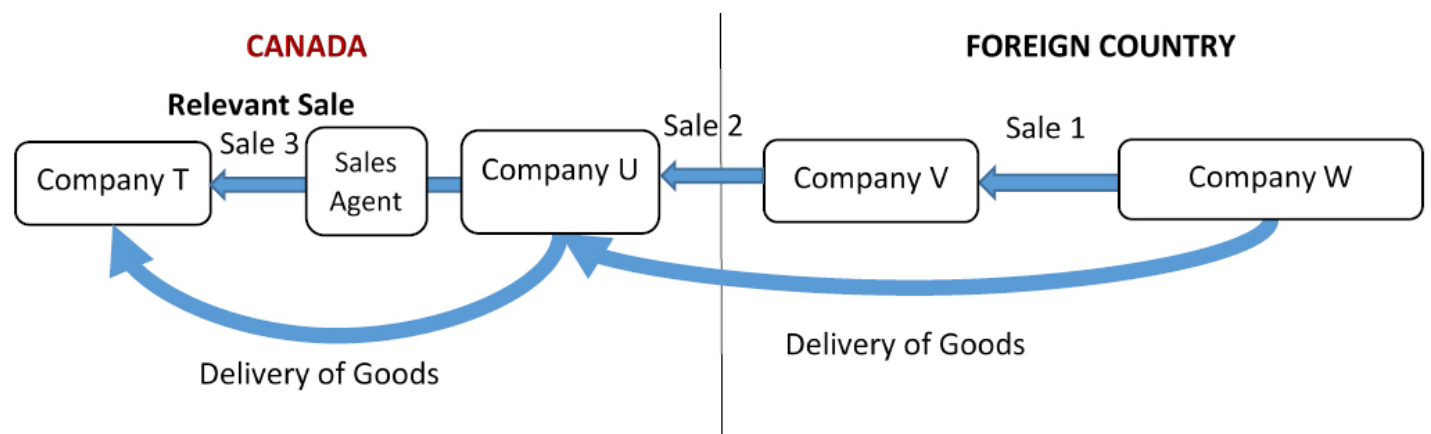 CANADA
FOREIGN COUNTRY
Relevant Sale
Sale 3
Sale 2
Sale 1
Company T
Sales
Agent
Company U
Company V
Company W
Delivery of Goods
Delivery of Goods